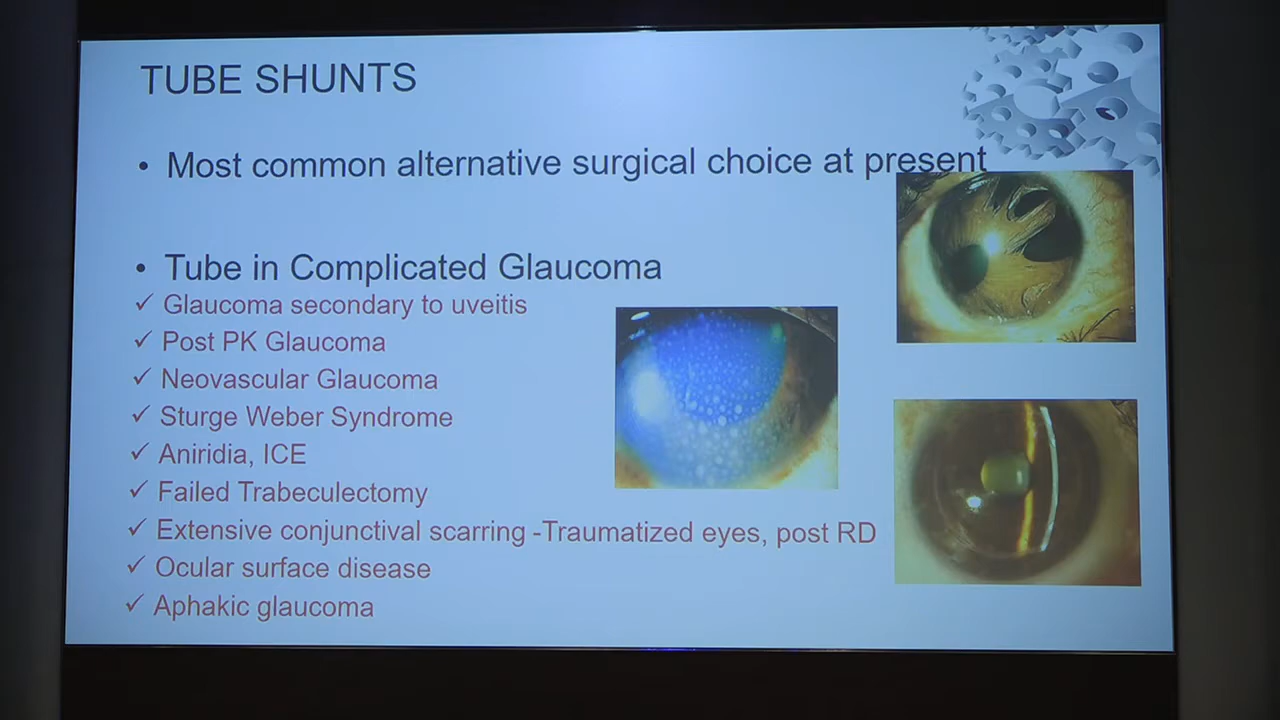 TUBE SHUNTS
• Most common alternative surgical choice at present
• Tube in Complicated Glaucoma
✓ Glaucoma secondary to uveitis
✓ Post PK Glaucoma
✓ Neovascular Glaucoma
✓ Sturge Weber Syndrome
✓ Aniridia, ICE
✓ Failed Trabeculectomy
✓ Extensive conjunctival scarring -Traumatized eyes, post RD
✓ Ocular surface disease
✓ Aphakic glaucoma